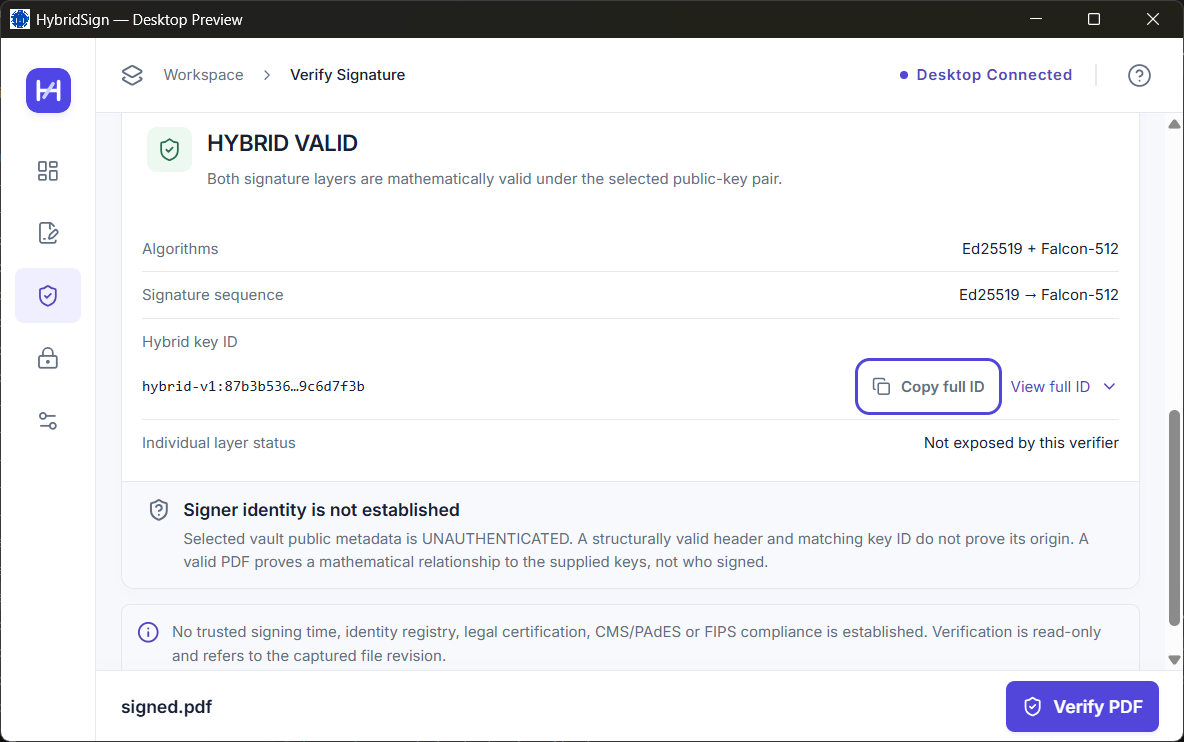 HybridSign — Desktop Preview
Workspace > Verify Signature
Desktop Connected
HYBRID VALID
Both signature layers are mathematically valid under the selected public-key pair.
Algorithms
Ed25519 + Falcon-512
Signature sequence
Ed25519 → Falcon-512
Hybrid key ID
hybrid-v1:87b3b536…9c6d7f3b
Copy full ID
View full ID
Individual layer status
Not exposed by this verifier
Signer identity is not established
Selected vault public metadata is UNAUTHENTICATED. A structurally valid header and matching key ID do not prove its origin. A
valid PDF proves a mathematical relationship to the supplied keys, not who signed.
No trusted signing time, identity registry, legal certification, CMS/PAdES or FIPS compliance is established. Verification is read-only
and refers to the captured file revision.
signed.pdf
Verify PDF